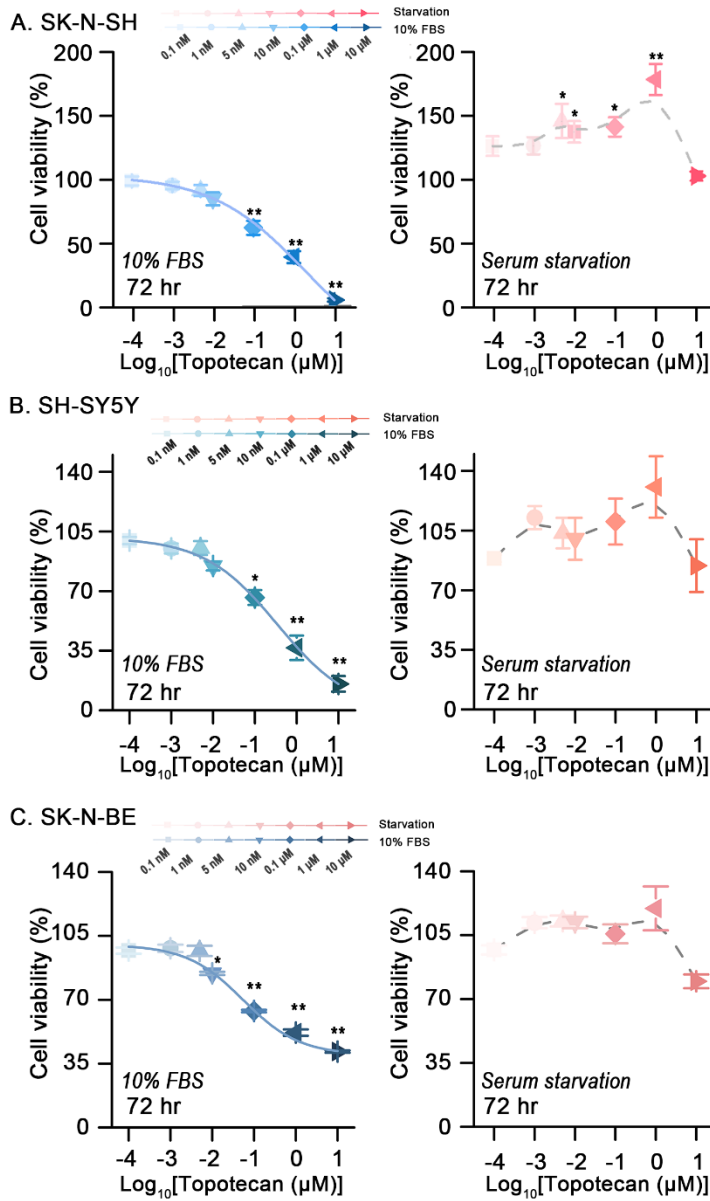 A. SK-N-SH
Starvation
10% FBS
0.1 nM 1 nM 5 nM 10 nM 0.1 µM 1 µM 10 µM
Cell viability (%)
200
150
100
50
0
** ** **
10% FBS
72 hr
-4 -3 -2 -1 0 1
Log10[Topotecan (µM)]
Cell viability (%)
200
150
100
50
0
* * * **
Serum starvation
72 hr
-4 -3 -2 -1 0 1
Log10[Topotecan (µM)]
B. SH-SY5Y
Starvation
10% FBS
0.1 nM 1 nM 5 nM 10 nM 0.1 µM 1 µM 10 µM
Cell viability (%)
140
105
70
35
0
* ** **
10% FBS
72 hr
-4 -3 -2 -1 0 1
Log10[Topotecan (µM)]
Cell viability (%)
140
105
70
35
0
Serum starvation
72 hr
-4 -3 -2 -1 0 1
Log10[Topotecan (µM)]
C. SK-N-BE
Starvation
10% FBS
0.1 nM 1 nM 5 nM 10 nM 0.1 µM 1 µM 10 µM
Cell viability (%)
140
105
70
35
0
* ** ** **
10% FBS
72 hr
-4 -3 -2 -1 0 1
Log10[Topotecan (µM)]
Cell viability (%)
140
105
70
35
0
Serum starvation
72 hr
-4 -3 -2 -1 0 1
Log10[Topotecan (µM)]